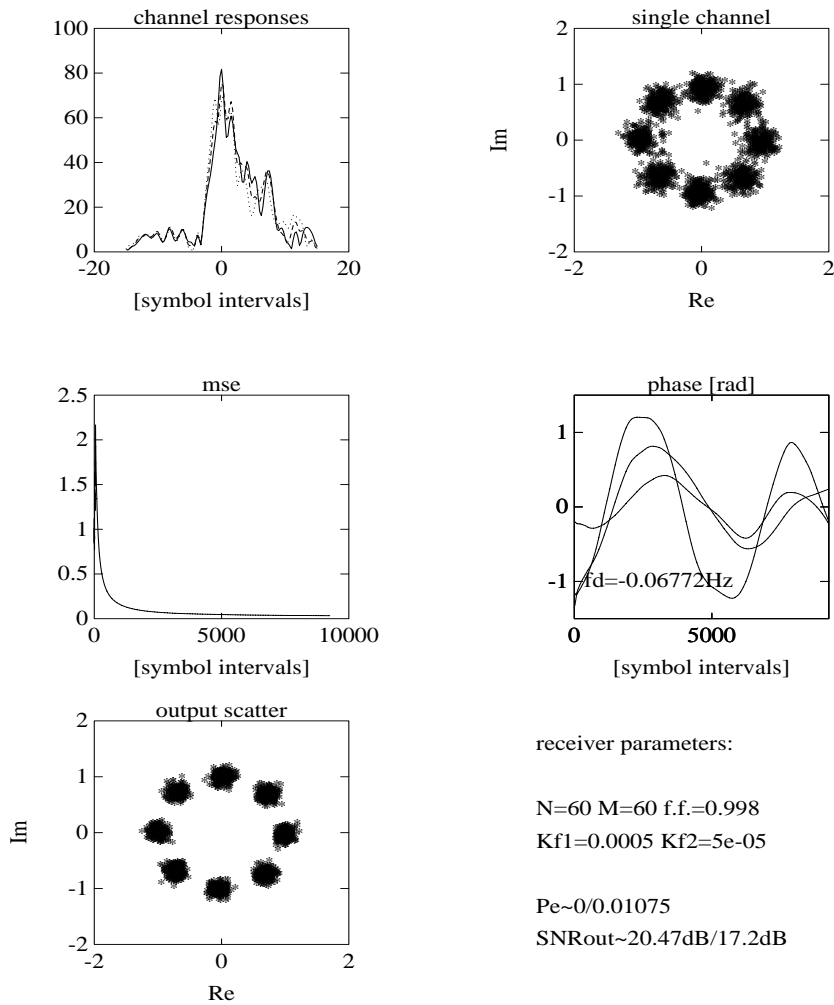 channel responses
100
80
60
40
20
0
-20
0
20
[symbol intervals]
single channel
2
1
0
-1
-2
-2
0
2
Im
Re
mse
2.5
2
1.5
1
0.5
0
0
5000
10000
[symbol intervals]
phase [rad]
1
0
-1
fd=-0.06772Hz
0
5000
[symbol intervals]
output scatter
2
1
0
-1
-2
-2
0
2
Im
Re
receiver parameters:
N=60 M=60 f.f.=0.998
Kf1=0.0005 Kf2=5e-05
Pe~0/0.01075
SNRout~20.47dB/17.2dB